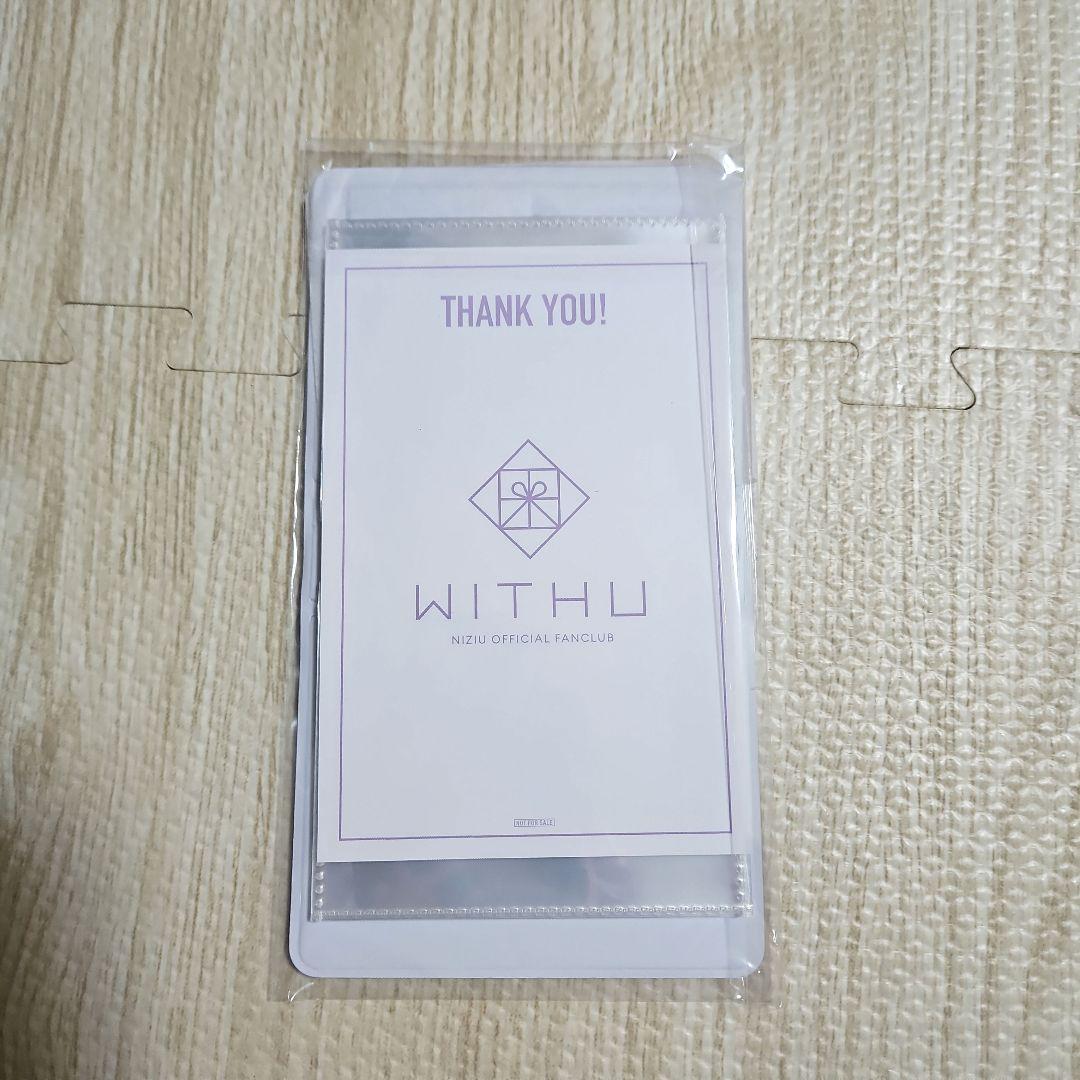 THANK YOU!
WITHU
NIZIU OFFICIAL FANCLUB
NOT FOR SALE